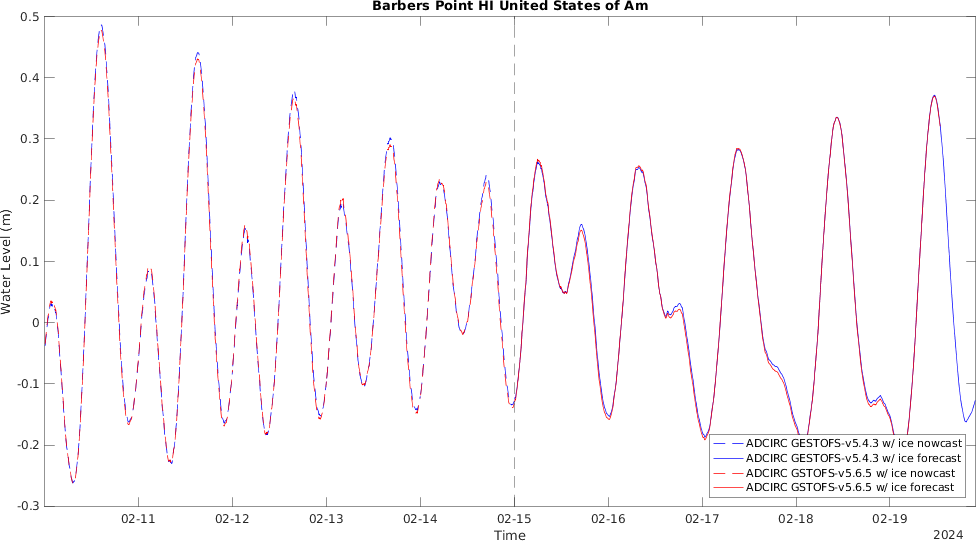 Barbers Point HI United States of Am
0.5
0.4
0.3
0.2
0.1
0
-0.1
-0.2
-0.3
Water Level (m)
ADCIRC GESTOFS-v5.4.3 w/ ice nowcast
ADCIRC GESTOFS-v5.4.3 w/ ice forecast
ADCIRC GSTOFS-v5.6.5 w/ ice nowcast
ADCIRC GSTOFS-v5.6.5 w/ ice forecast
02-11 02-12 02-13 02-14 02-15 02-16 02-17 02-18 02-19
Time
2024